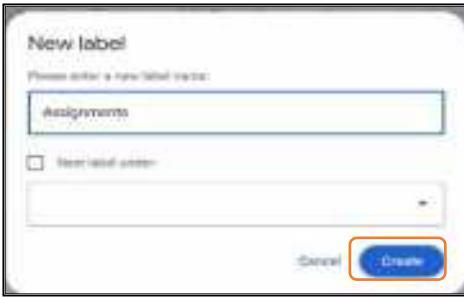 New label
Please enter a new label name:
Assignments
Nest label under:
Cancel Create